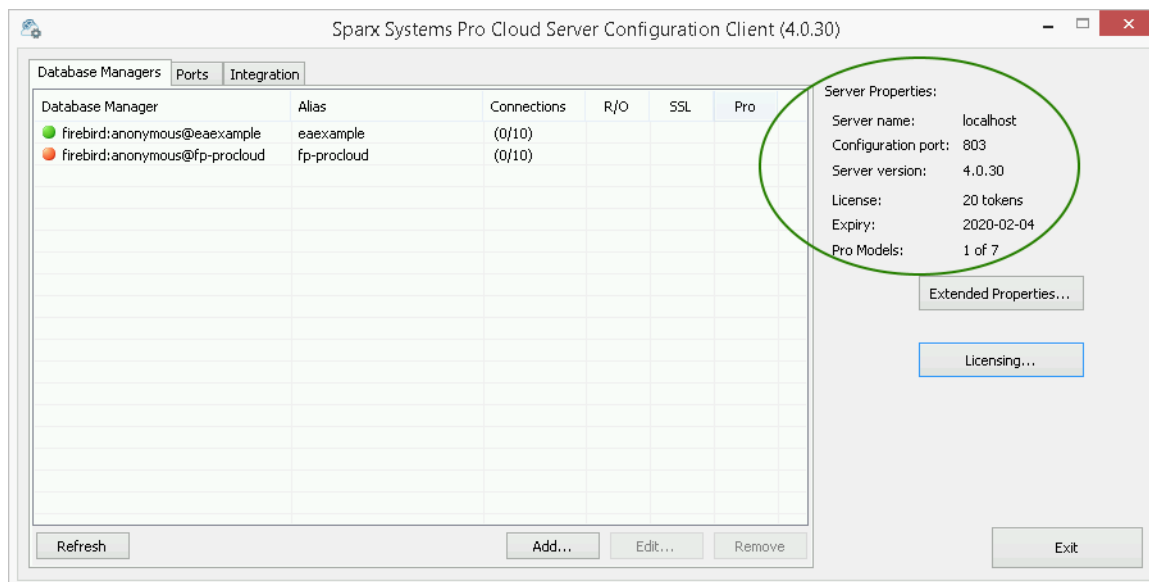 Sparx Systems Pro Cloud Server Configuration Client (4.0.30)
Database Managers Ports Integration
Database Manager Alias Connections R/O SSL Pro
firebird:anonymous@eaexample eaexample (0/10)
firebird:anonymous@fp-procloud fp-procloud (0/10)
Refresh Add... Edit... Remove
Server Properties:
Server name: localhost
Configuration port: 803
Server version: 4.0.30
License: 20 tokens
Expiry: 2020-02-04
Pro Models: 1 of 7
Extended Properties...
Licensing...
Exit